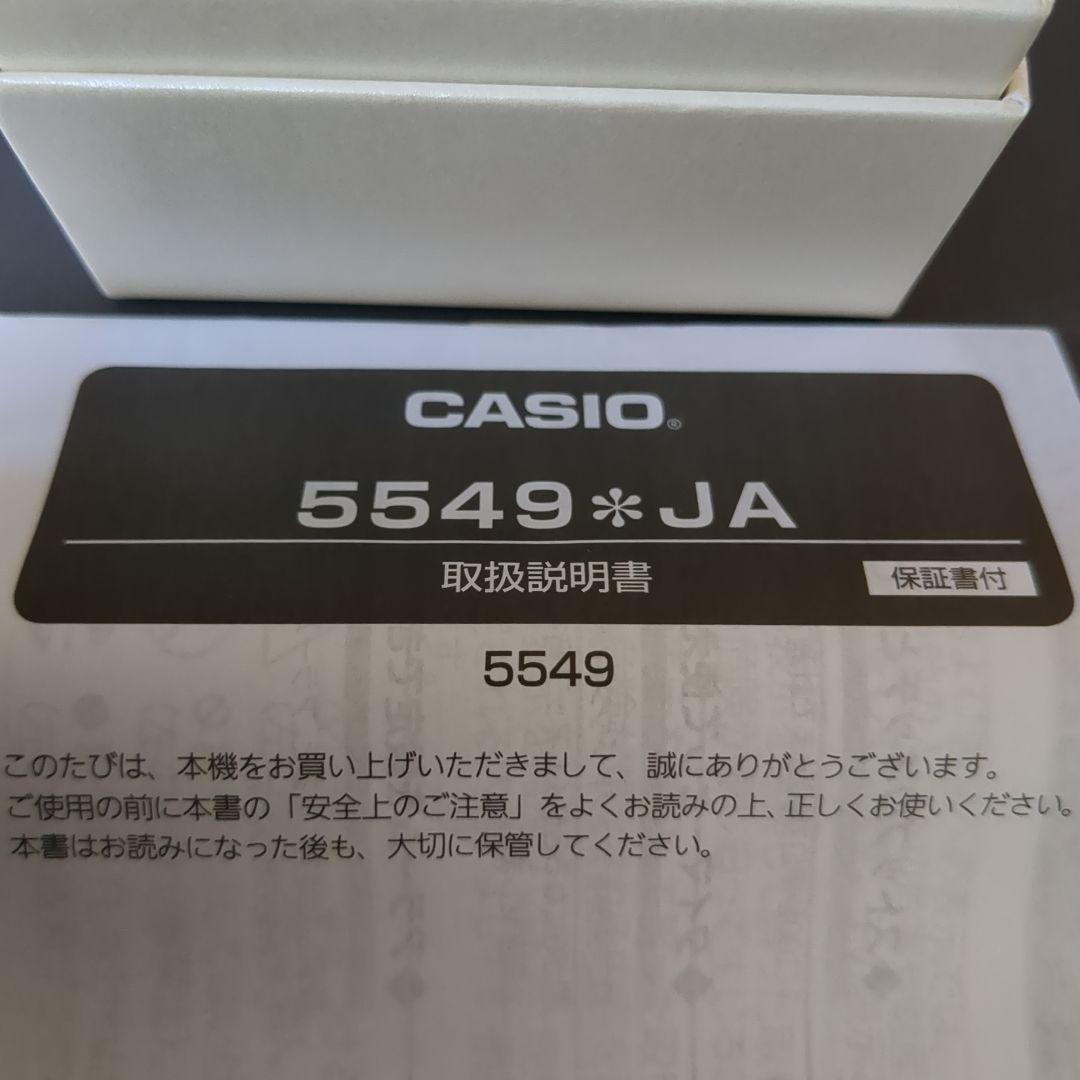 CASIO®
5549＊JA
取扱説明書
保証書付
5549
このたびは、本機をお買い上げいただきまして、誠にありがとうございます。
ご使用の前に本書の「安全上のご注意」をよくお読みの上、正しくお使いください。
本書はお読みになった後も、大切に保管してください。